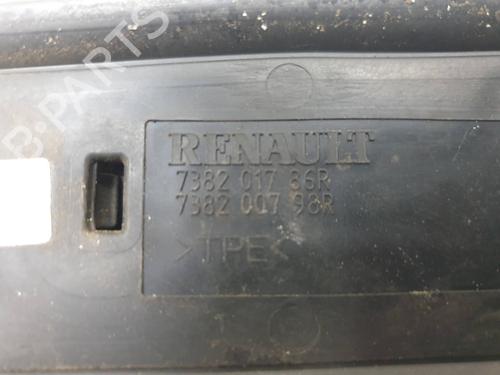 B-PARTS
RENAULT
7382 017 86R
7382 007 98R
>TPE<